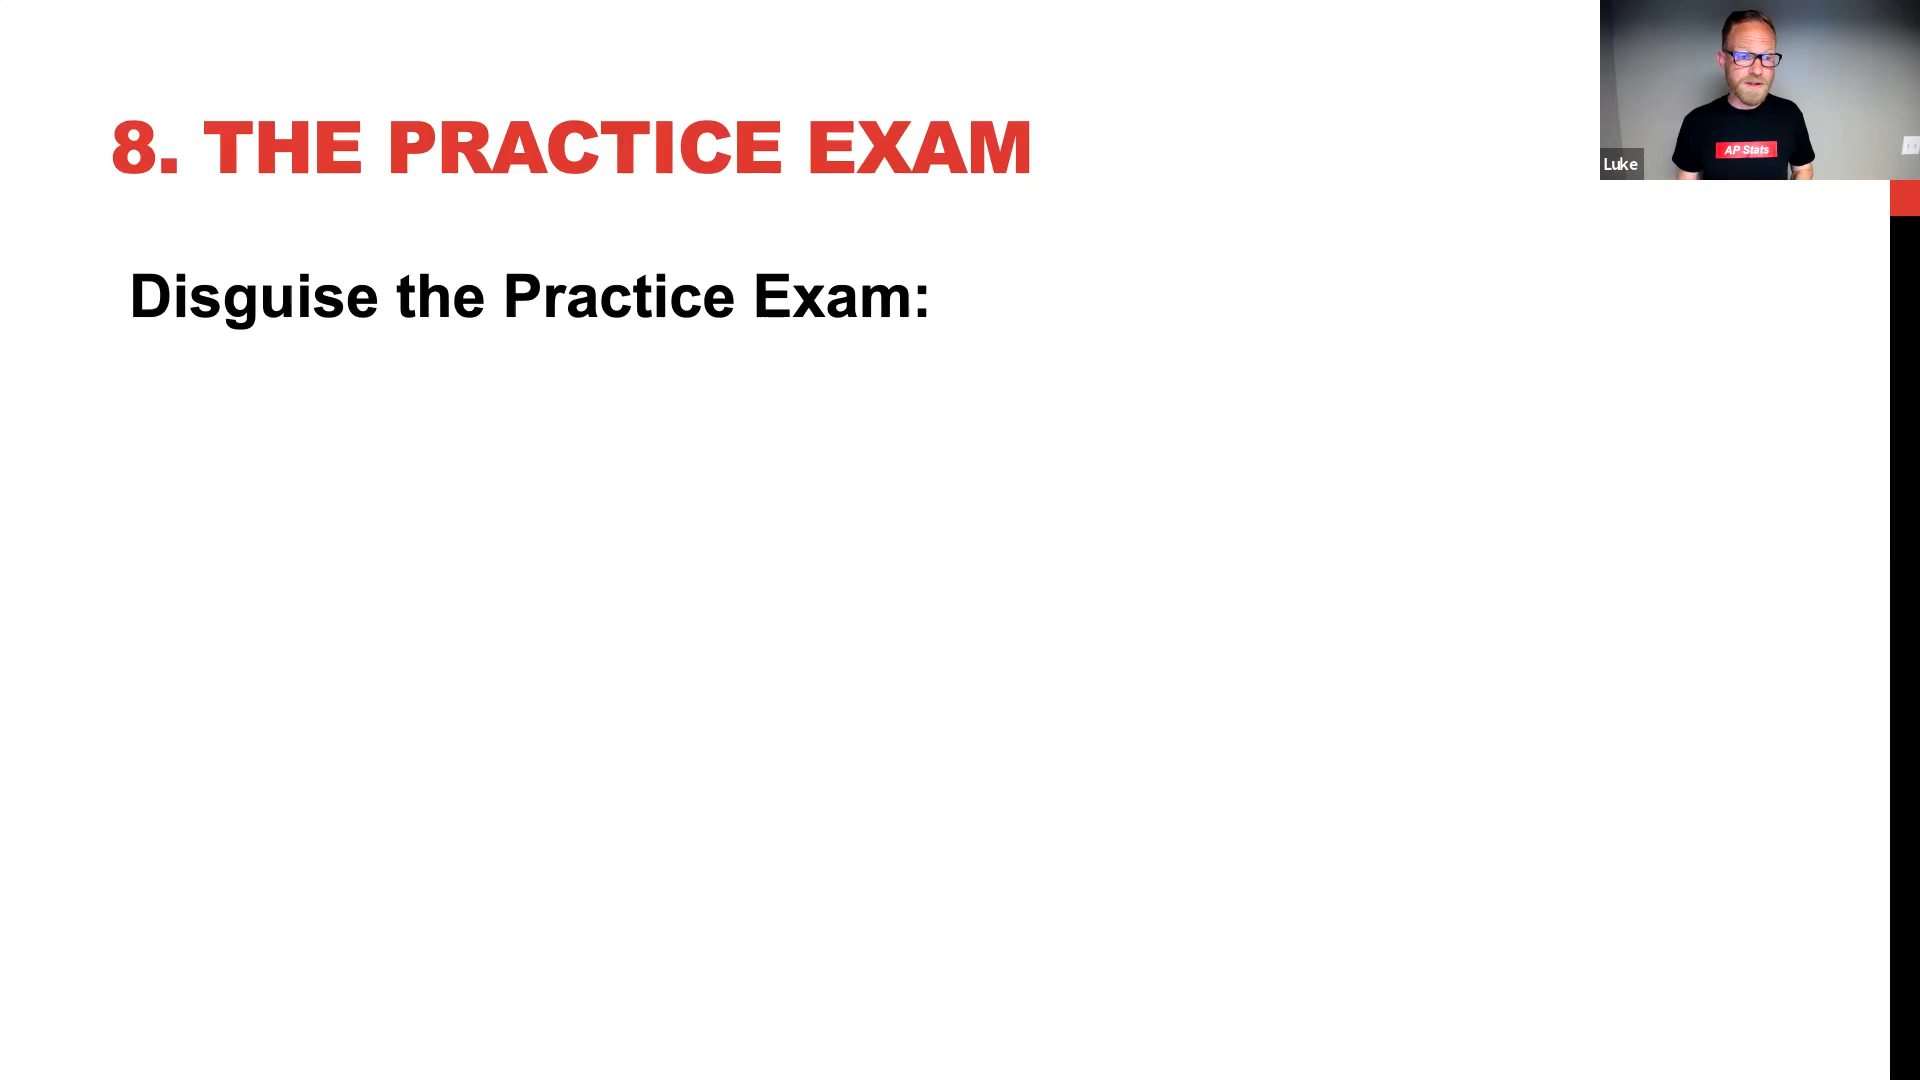 8. THE PRACTICE EXAM
Disguise the Practice Exam:
AP Stats
Luke